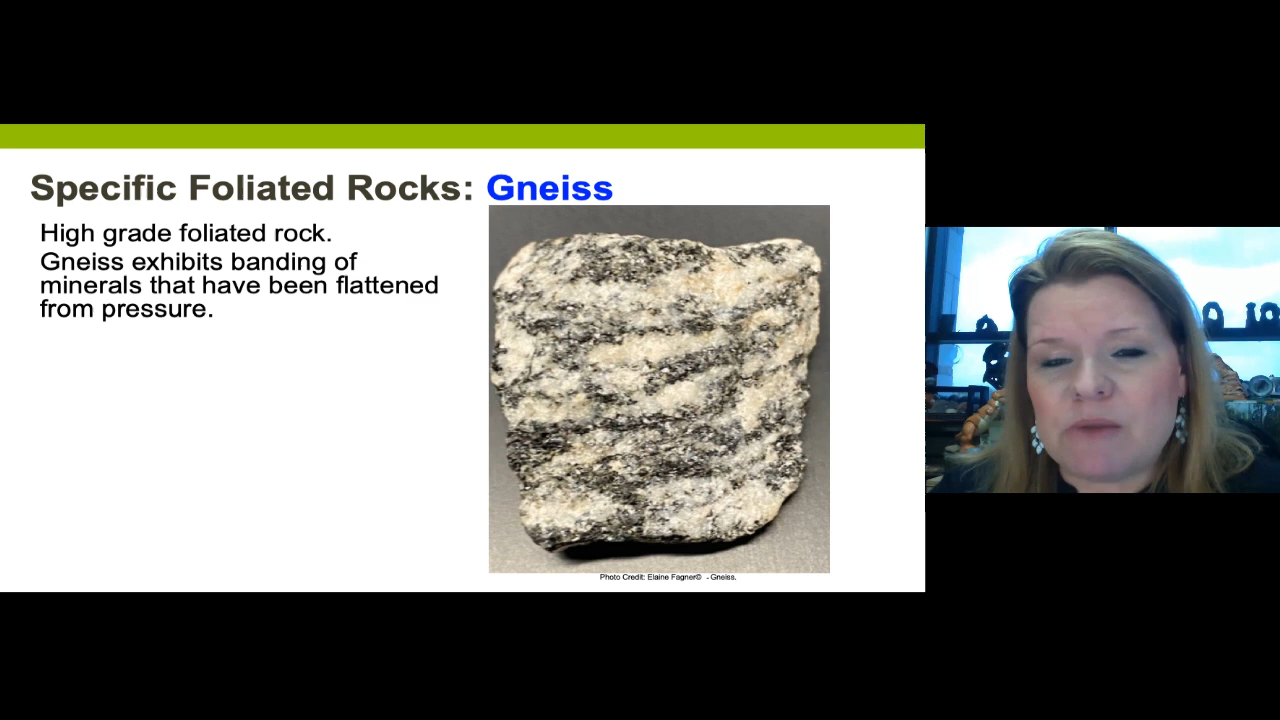 Specific Foliated Rocks: Gneiss
High grade foliated rock.
Gneiss exhibits banding of
minerals that have been flattened
from pressure.
Photo Credit: Elaine Fagner© - Gneiss.